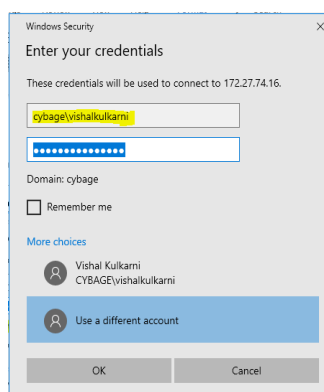 Windows Security
Enter your credentials
These credentials will be used to connect to 172.27.74.16.
cybage\vishalkulkarni
●●●●●●●●●●●●●●●
Domain: cybage
Remember me
More choices
Vishal Kulkarni
CYBAGE\vishalkulkarni
Use a different account
OK Cancel